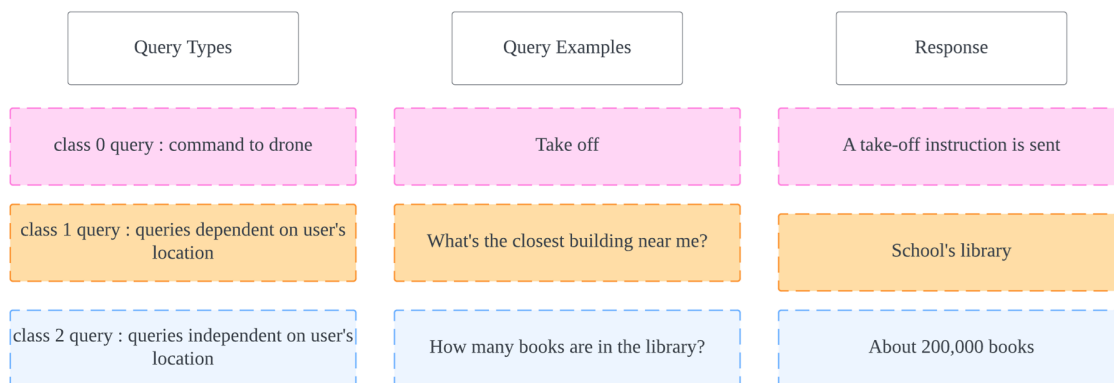 Query Types
Query Examples
Response
class 0 query : command to drone
Take off
A take-off instruction is sent
class 1 query : queries dependent on user's
location
What's the closest building near me?
School's library
class 2 query : queries independent on user's
location
How many books are in the library?
About 200,000 books